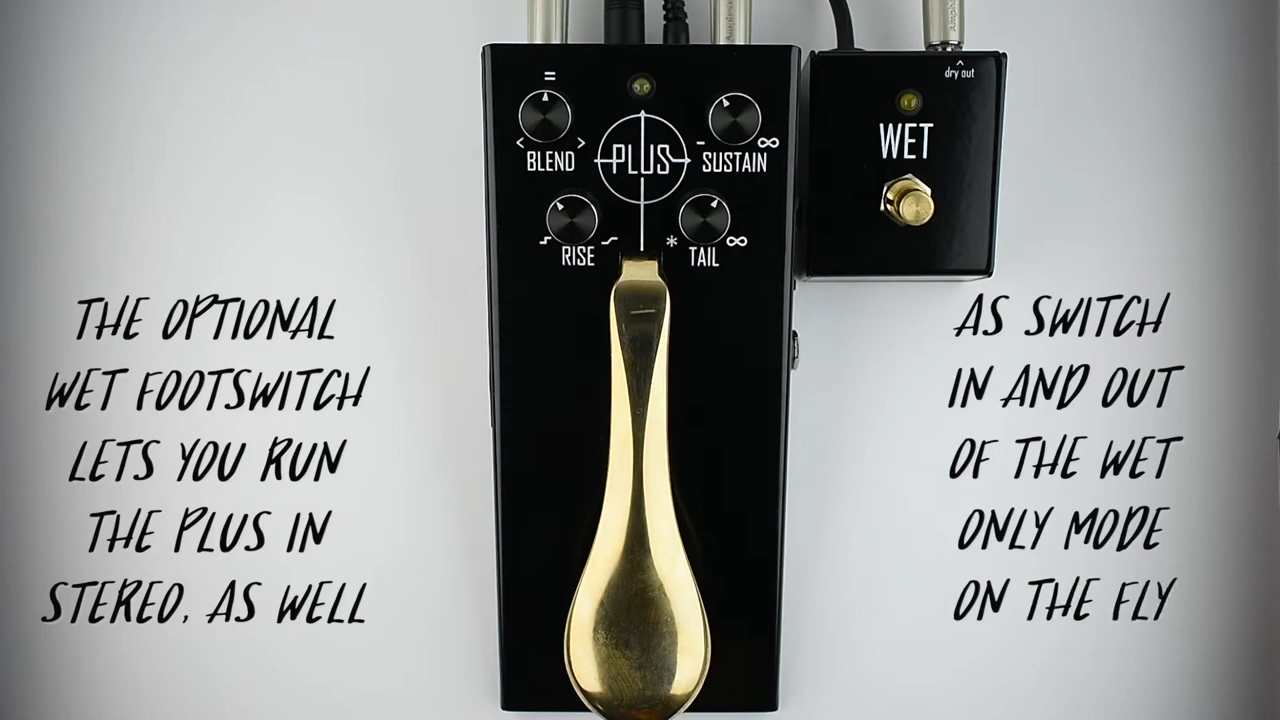 dry out
=
WET
< BLEND >
PLUS
- SUSTAIN ∞
RISE
* TAIL ∞
THE OPTIONAL
WET FOOTSWITCH
LETS YOU RUN
THE PLUS IN
STEREO, AS WELL
AS SWITCH
IN AND OUT
OF THE WET
ONLY MODE
ON THE FLY